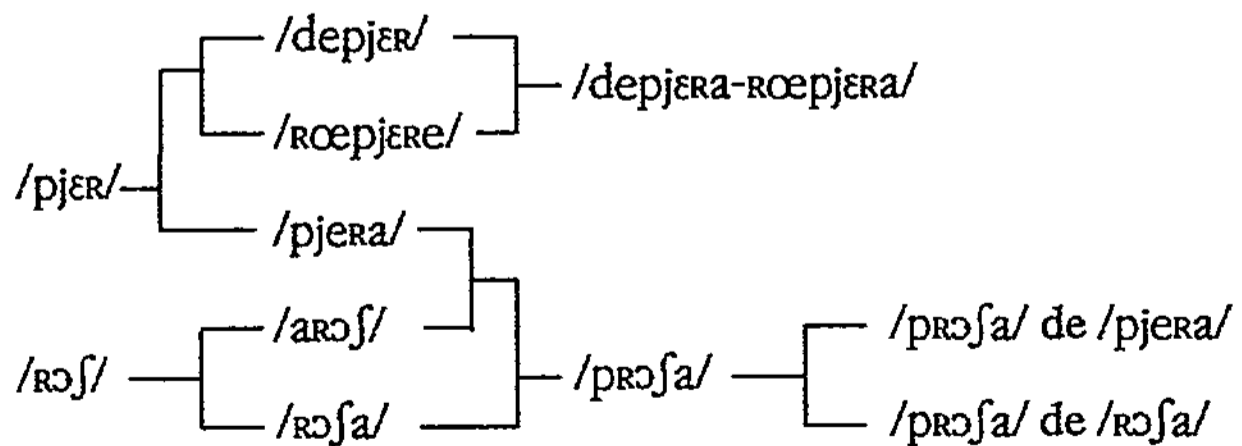 /depjɛʀ/
/depjɛʀa-ʀœpjɛʀa/
/ʀœpjɛʀe/
/pjɛʀ/
/pjeʀa/
/aʀɔʃ/
/pʀɔʃa/ de /pjeʀa/
/ʀɔʃ/
/pʀɔʃa/
/ʀɔʃa/
/pʀɔʃa/ de /ʀɔʃa/